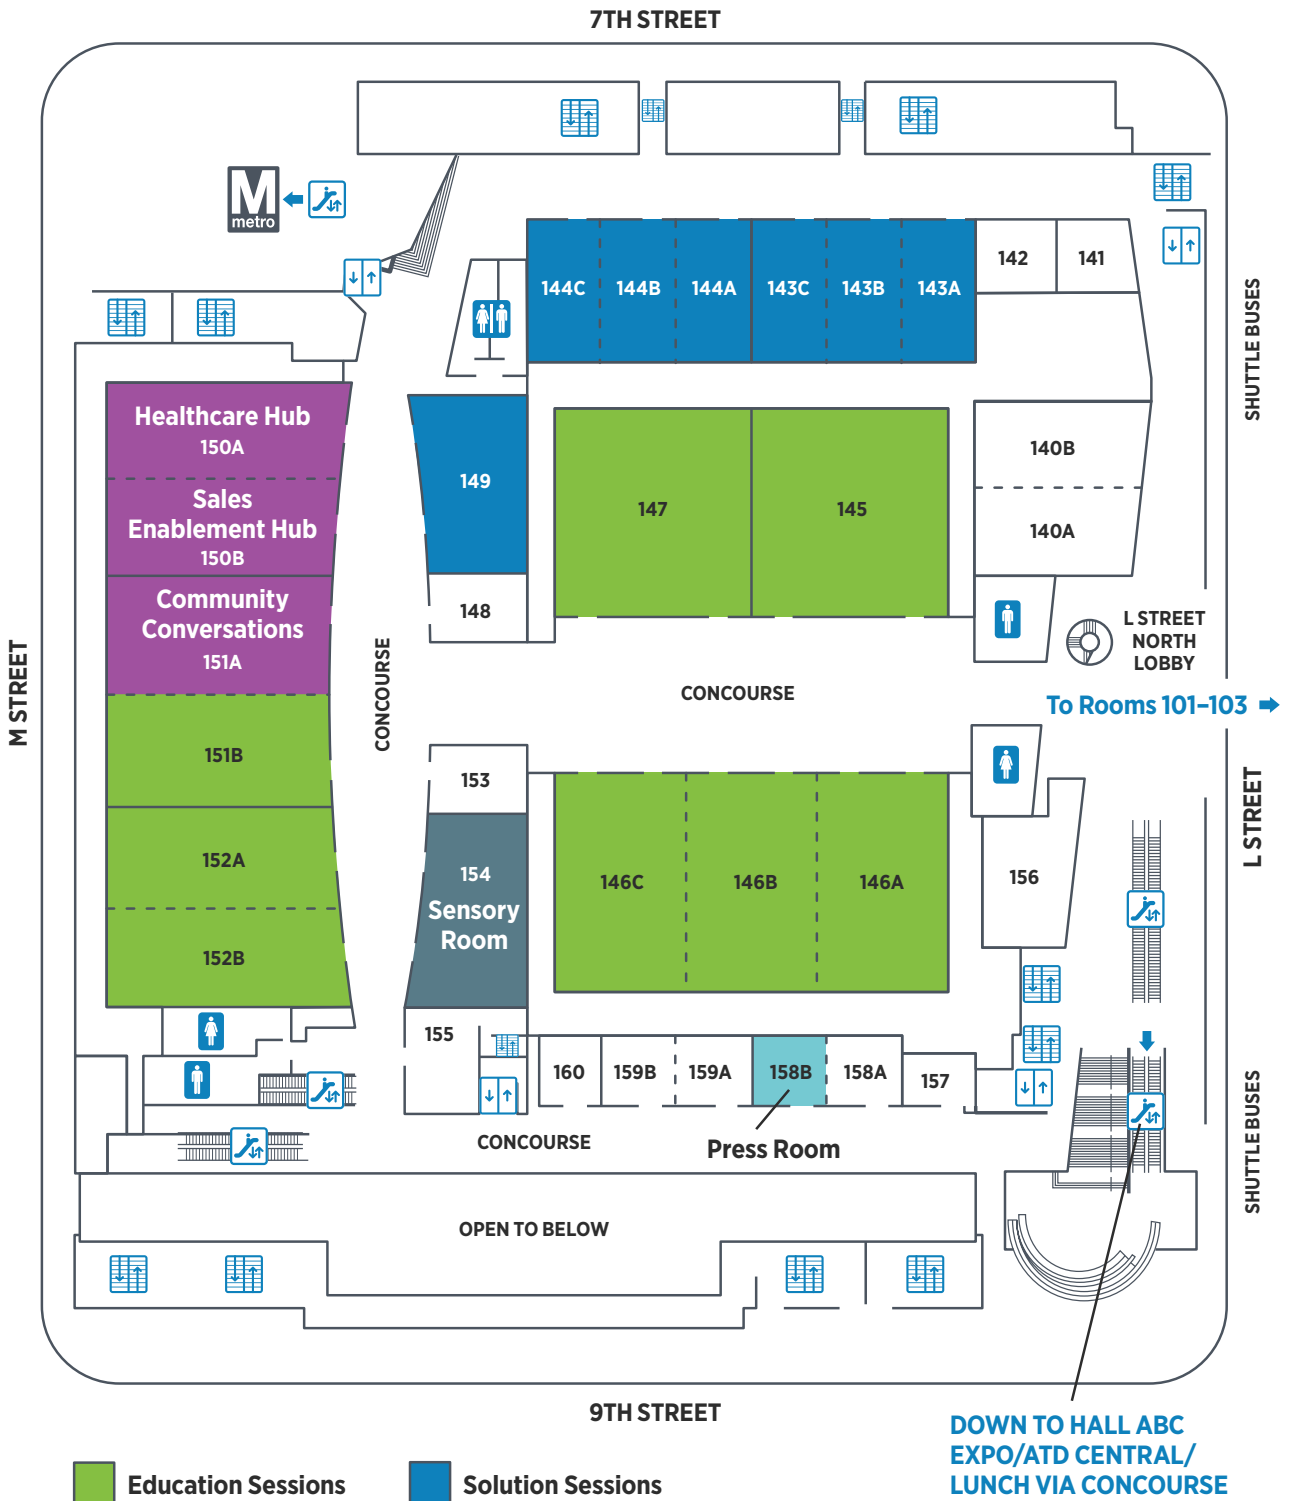 7TH STREET
M
metro
144C
144B
144A
143C
143B
143A
142
141
SHUTTLE BUSES
Healthcare Hub
150A
Sales
Enablement Hub
150B
Community
Conversations
151A
149
147
145
140B
140A
148
L STREET
NORTH
LOBBY
M STREET
CONCOURSE
CONCOURSE
To Rooms 101–103
151B
152A
152B
153
154
Sensory
Room
146C
146B
146A
156
L STREET
155
160
159B
159A
158B
158A
157
CONCOURSE
Press Room
SHUTTLE BUSES
OPEN TO BELOW
9TH STREET
DOWN TO HALL ABC
EXPO/ATD CENTRAL/
LUNCH VIA CONCOURSE
Education Sessions
Solution Sessions